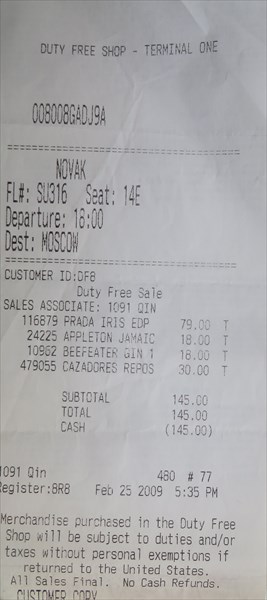 DUTY FREE SHOP - TERMINAL ONE
008008GADJ9A
NOVAK
FL#: SU316 Seat: 14E
Departure: 18:00
Dest: MOSCOW
CUSTOMER ID:DF8
Duty Free Sale
SALES ASSOCIATE: 1091 QIN
116879 PRADA IRIS EDP 79.00 T
24225 APPLETON JAMAIC 18.00 T
10962 BEEFEATER GIN 1 18.00 T
479055 CAZADORES REPOS 30.00 T
SUBTOTAL 145.00
TOTAL 145.00
CASH (145.00)
1091 Qin 480 # 77
Register:BR8 Feb 25 2009 5:35 PM
Merchandise purchased in the Duty Free
Shop will be subject to duties and/or
taxes without personal exemptions if
returned to the United States.
All Sales Final. No Cash Refunds.
CUSTOMER COPY